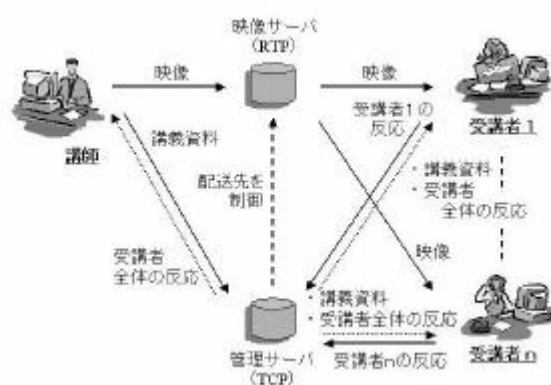 映像サーバ
(RTP)
映像
映像
講師
講義資料
受講者1の
反応
受講者1
配送先を
制御
・講義資料
・受講者
全体の反応
受講者
全体の反応
映像
・講義資料
・受講者全体の反応
受講者nの反応
受講者n
管理サーバ
(TCP)